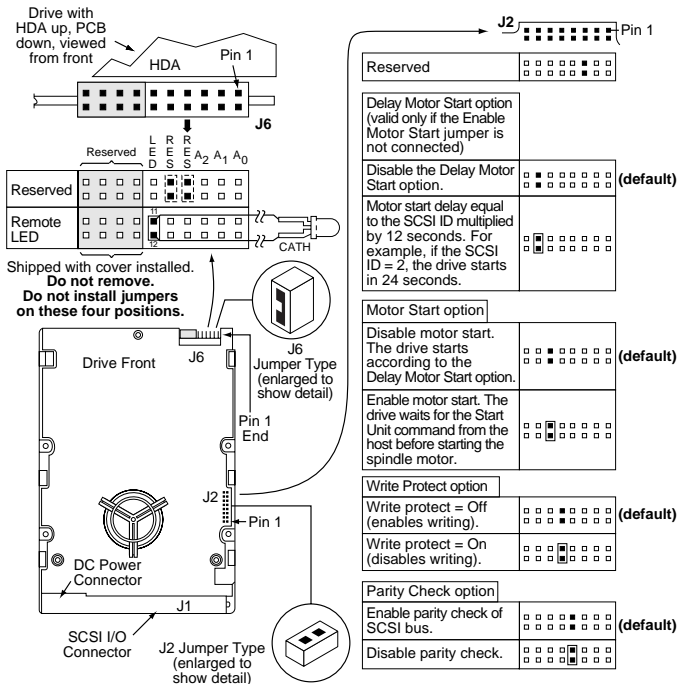 Drive with
HDA up, PCB
down, viewed
from front
HDA
Pin 1
J6
Reserved
LED
RES
RES
A2 A1 A0
Reserved
Remote
LED
11
12
CATH
Shipped with cover installed.
Do not remove.
Do not install jumpers
on these four positions.
Drive Front
J6
J6
Jumper Type
(enlarged to
show detail)
Pin 1
End
J2
Pin 1
DC Power
Connector
J1
SCSI I/O
Connector
J2 Jumper Type
(enlarged to
show detail)
J2
Pin 1
Reserved
Delay Motor Start option
(valid only if the Enable
Motor Start jumper is
not connected)
Disable the Delay Motor
Start option.
(default)
Motor start delay equal
to the SCSI ID multiplied
by 12 seconds. For
example, if the SCSI
ID = 2, the drive starts
in 24 seconds.
Motor Start option
Disable motor start.
The drive starts
according to the
Delay Motor Start option.
(default)
Enable motor start. The
drive waits for the Start
Unit command from the
host before starting the
spindle motor.
Write Protect option
Write protect = Off
(enables writing).
(default)
Write protect = On
(disables writing).
Parity Check option
Enable parity check of
SCSI bus.
(default)
Disable parity check.